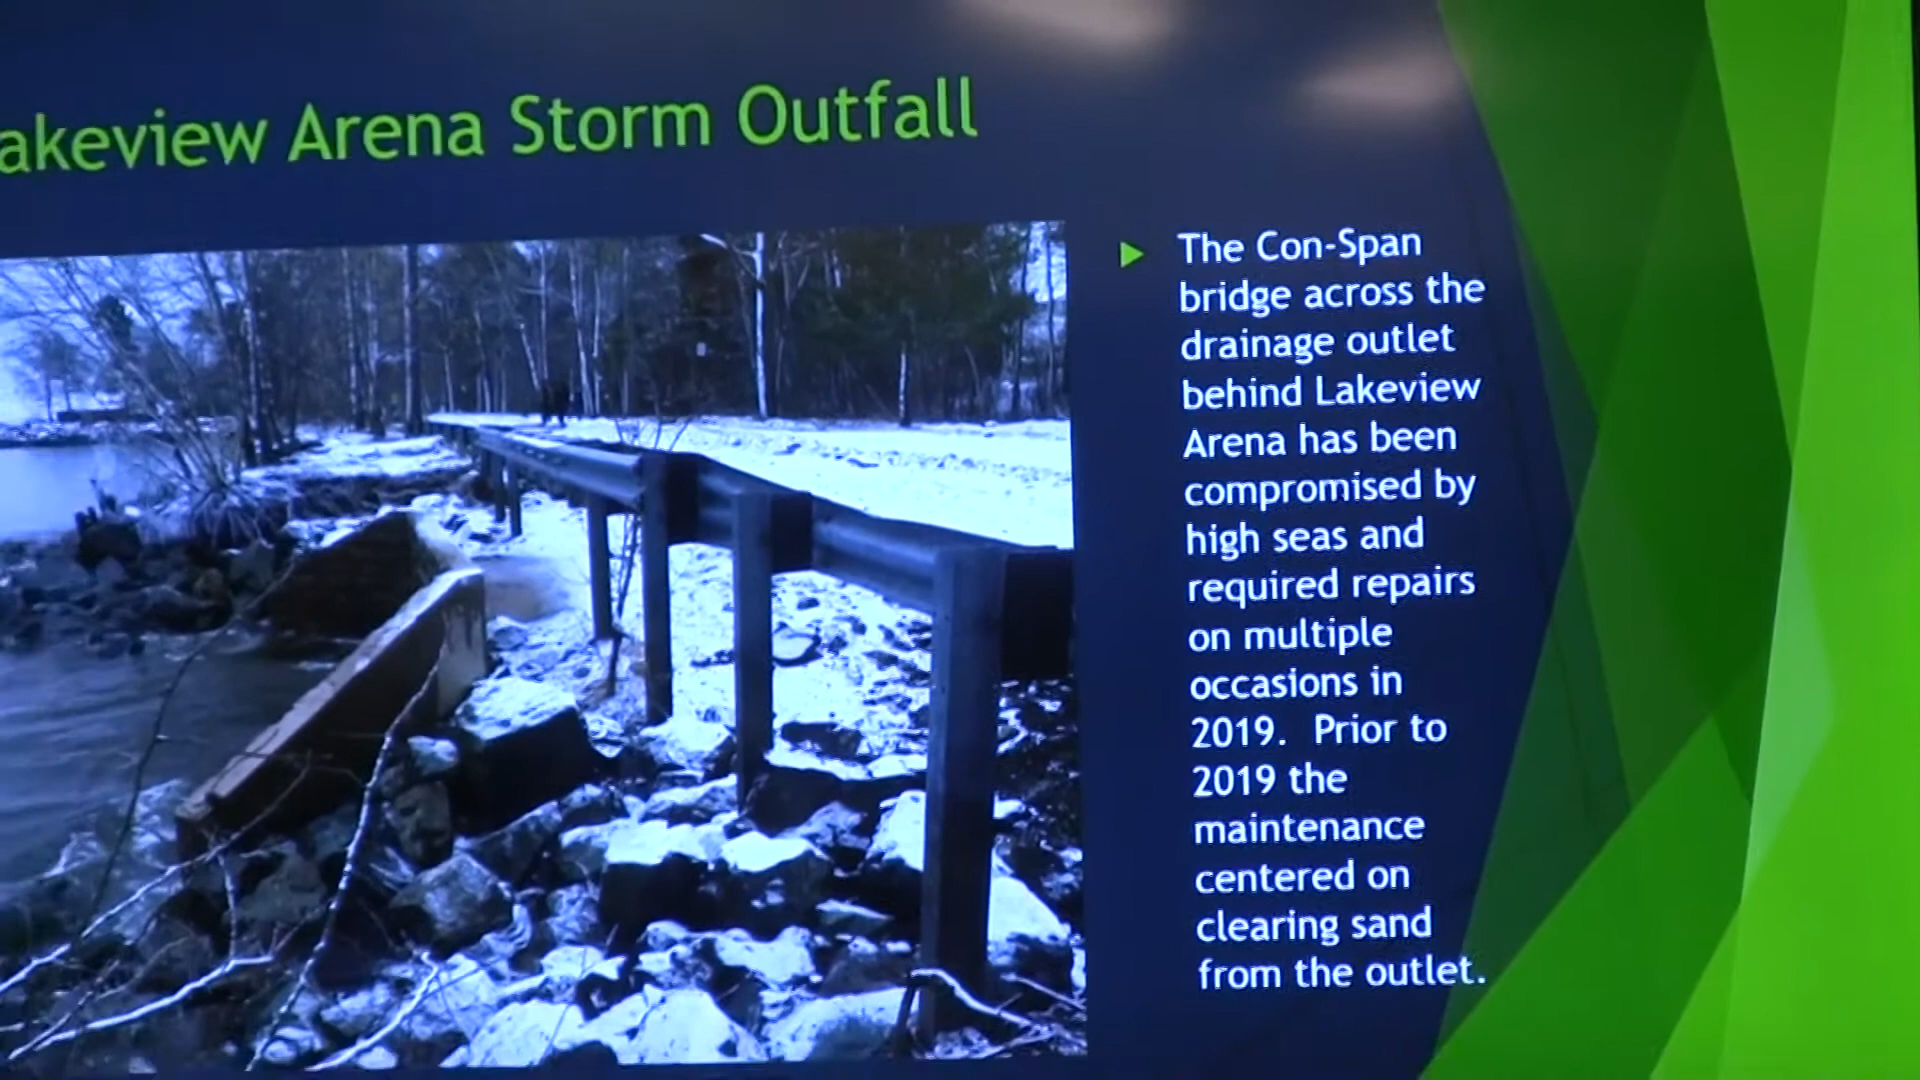 akeview Arena Storm Outfall
The Con-Span
bridge across the
drainage outlet
behind Lakeview
Arena has been
compromised by
high seas and
required repairs
on multiple
occasions in
2019. Prior to
2019 the
maintenance
centered on
clearing sand
from the outlet.